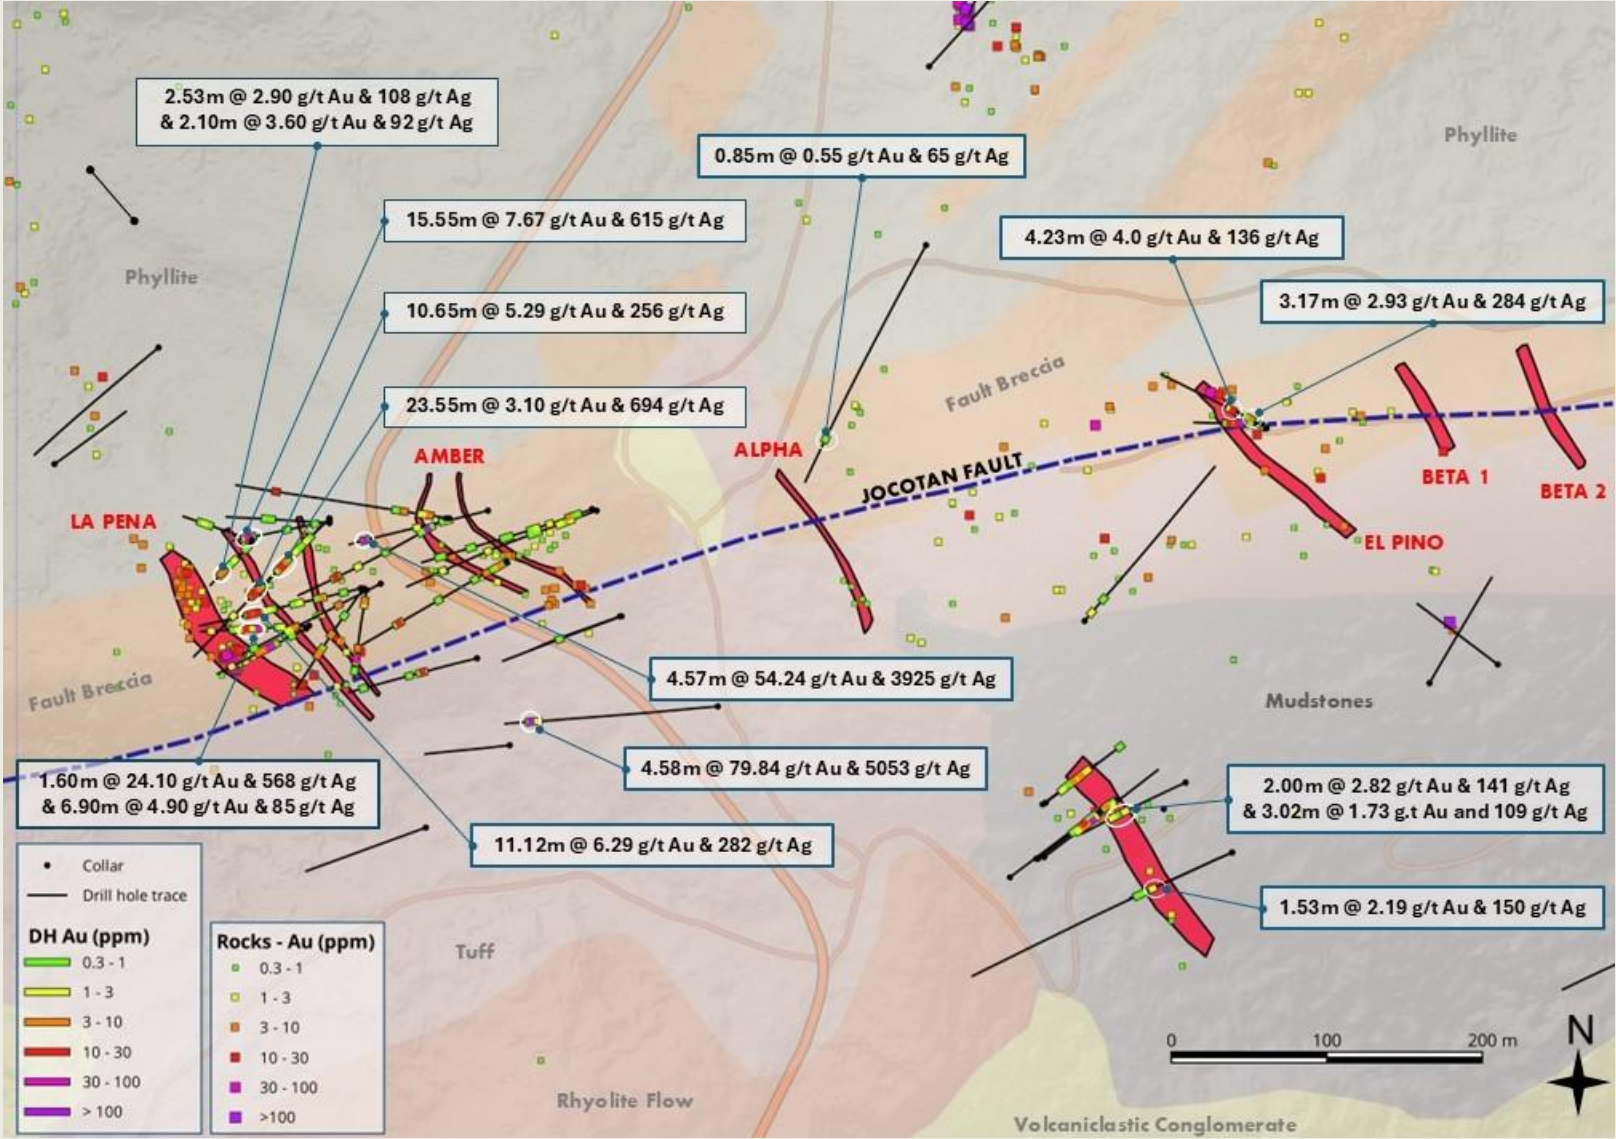 2.53m @ 2.90 g/t Au & 108 g/t Ag
& 2.10m @ 3.60 g/t Au & 92 g/t Ag
0.85m @ 0.55 g/t Au & 65 g/t Ag
Phyllite
15.55m @ 7.67 g/t Au & 615 g/t Ag
4.23m @ 4.0 g/t Au & 136 g/t Ag
Phyllite
3.17m @ 2.93 g/t Au & 284 g/t Ag
10.65m @ 5.29 g/t Au & 256 g/t Ag
Fault Breccia
23.55m @ 3.10 g/t Au & 694 g/t Ag
AMBER
ALPHA
JOCOTAN FAULT
BETA 1
BETA 2
LA PENA
EL PINO
4.57m @ 54.24 g/t Au & 3925 g/t Ag
Fault Breccia
Mudstones
4.58m @ 79.84 g/t Au & 5053 g/t Ag
1.60m @ 24.10 g/t Au & 568 g/t Ag
& 6.90m @ 4.90 g/t Au & 85 g/t Ag
2.00m @ 2.82 g/t Au & 141 g/t Ag
& 3.02m @ 1.73 g.t Au and 109 g/t Ag
11.12m @ 6.29 g/t Au & 282 g/t Ag
1.53m @ 2.19 g/t Au & 150 g/t Ag
Collar
Drill hole trace
DH Au (ppm)
0.3 - 1
1 - 3
3 - 10
10 - 30
30 - 100
> 100
Rocks - Au (ppm)
0.3 - 1
1 - 3
3 - 10
10 - 30
30 - 100
>100
Tuff
Rhyolite Flow
Volcaniclastic Conglomerate
0 100 200 m
N